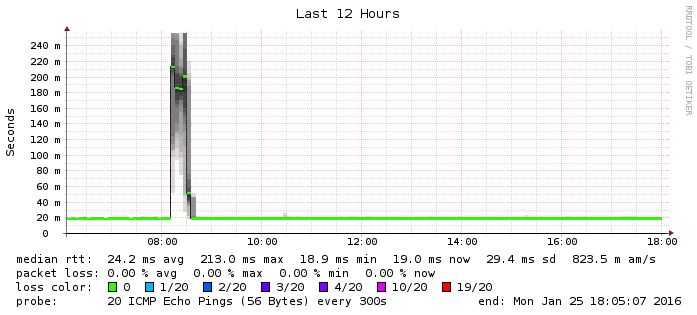 Last 12 Hours
RRDTOOL / TOBI OETIKER
Seconds
240 m
220 m
200 m
180 m
160 m
140 m
120 m
100 m
80 m
60 m
40 m
20 m
0
08:00 10:00 12:00 14:00 16:00 18:00
median rtt: 24.2 ms avg 213.0 ms max 18.9 ms min 19.0 ms now 29.4 ms sd 823.5 m am/s
packet loss: 0.00 % avg 0.00 % max 0.00 % min 0.00 % now
loss color: 0 1/20 2/20 3/20 4/20 10/20 19/20
probe: 20 ICMP Echo Pings (56 Bytes) every 300s end: Mon Jan 25 18:05:07 2016